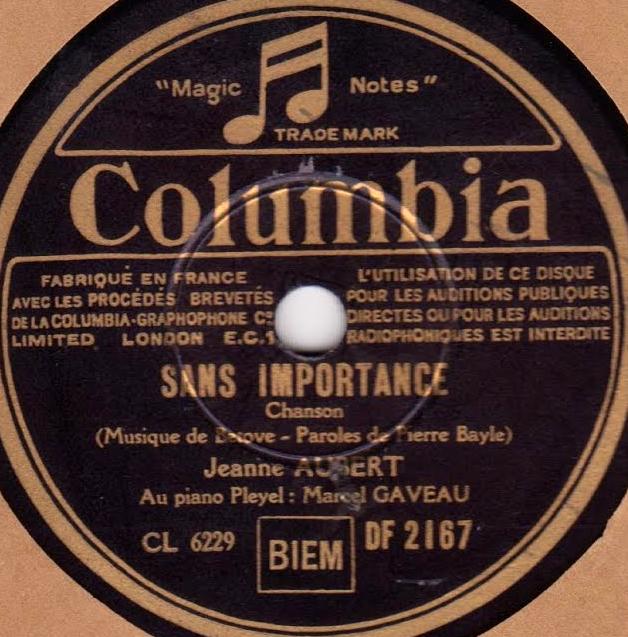 "Magic Notes"
TRADE MARK
Columbia
FABRIQUÉ EN FRANCE
AVEC LES PROCÉDÉS BREVETÉS
DE LA COLUMBIA-GRAPHOPHONE Cº
LIMITED LONDON E.C.1
L'UTILISATION DE CE DISQUE
POUR LES AUDITIONS PUBLIQUES
DIRECTES OU POUR LES AUDITIONS
RADIOPHONIQUES EST INTERDITE
SANS IMPORTANCE
Chanson
(Musique de Betove - Paroles de Pierre Bayle)
Jeanne AUBERT
Au piano Pleyel : Marcel GAVEAU
CL 6229 BIEM DF 2167